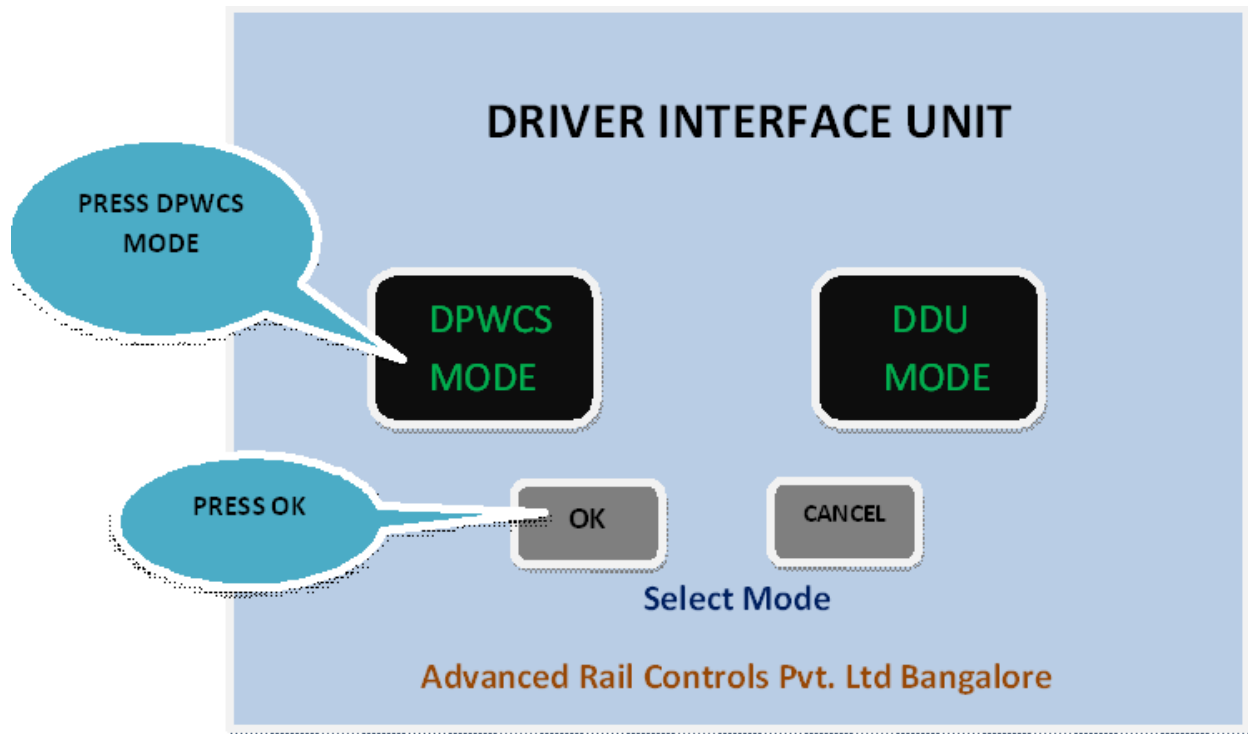 DRIVER INTERFACE UNIT
PRESS DPWCS
MODE
DPWCS
MODE
DDU
MODE
PRESS OK
OK
CANCEL
Select Mode
Advanced Rail Controls Pvt. Ltd Bangalore